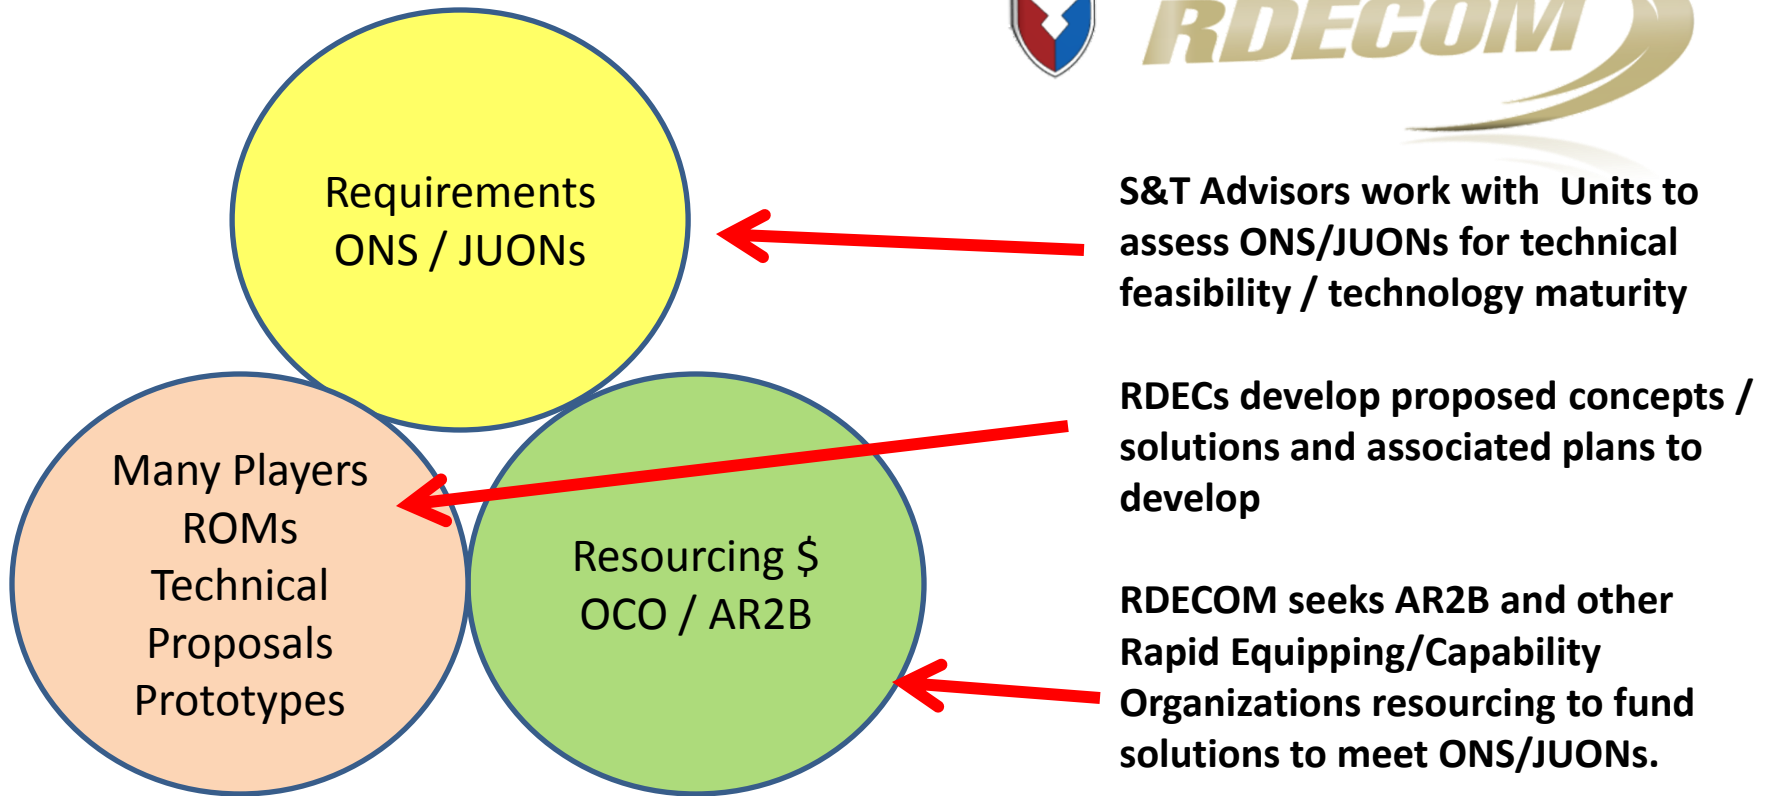 RDECOM
Requirements
ONS / JUONs
S&T Advisors work with Units to
assess ONS/JUONs for technical
feasibility / technology maturity
RDECs develop proposed concepts /
solutions and associated plans to
develop
Many Players
ROMs
Technical
Proposals
Prototypes
Resourcing $
OCO / AR2B
RDECOM seeks AR2B and other
Rapid Equipping/Capability
Organizations resourcing to fund
solutions to meet ONS/JUONs.